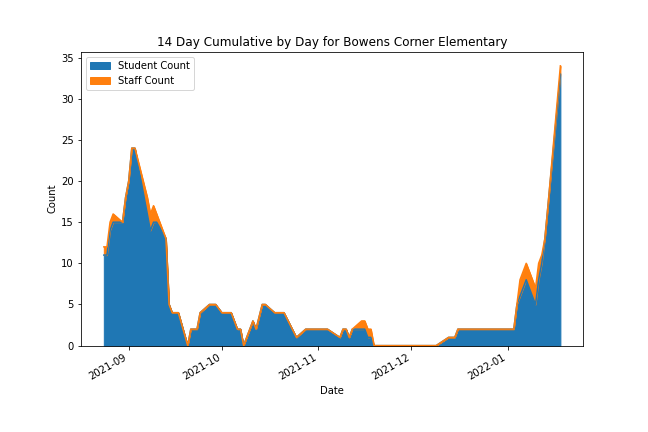 14 Day Cumulative by Day for Bowens Corner Elementary
Student Count
Staff Count
35
30
25
20
15
10
5
0
Count
2021-09
2021-10
2021-11
2021-12
2022-01
Date